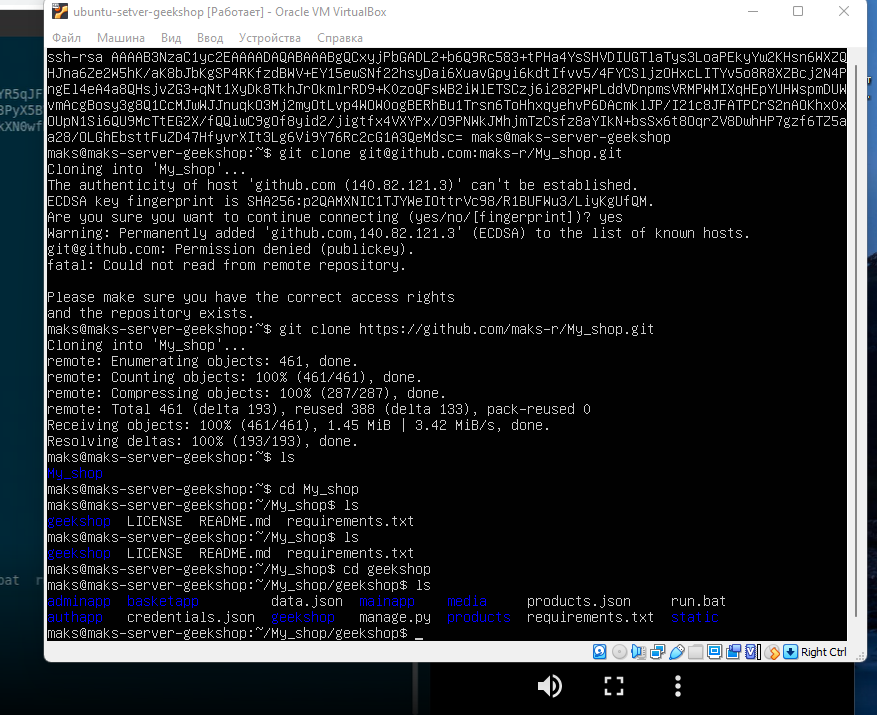 ubuntu-setver-geekshop [Работает] - Oracle VM VirtualBox
Файл Машина Вид Ввод Устройства Справка
ssh-rsa AAAAB3NzaC1yc2EAAAADAQABAAABgQCxyjPbGADL2+b6Q9Rc583+tPHa4YsSHVDIUGTlaTys3LoaPEkyYw2KHsn6WXZQ
HJna6Ze2W5hK/aK8bJbKgSP4RKfzdBWV+EY15ewSNf22hsyDai6XuavGpyi6kdtIfvv5/4FYCSljzOHxcLITYv5o8R8XZBcj2N4P
ngEl4eA4a8QHsjvZG3+qNt1XyDk8TkhJrOkmlrRD9+K0zoQFsWB2iWlETSCzj6i282PWPLddVDnpmsVRMPWMIXqHEpYUHWspmDUW
vmAcgBosy3g8Q1CcMJwWJJnuqkO3Mj2myOtLvp4WOW0ogBERhBu1Trsn6ToHhxqyehvP6DAcmklJP/I21c8JFATPCrS2nAOKhx0x
OUpN1Si6QU9McTtEG2X/fQQiwC9gOf8yid2/jigtfx4VXYPx/O9PNWkJMhjmTzCsfz8aYIkN+bsSx6t8OqrZV8DwhHP7gzf6TZ5a
a28/OLGhEbsttFuZD47HfyvrXIt3Lg6Vi9Y76Rc2cG1A3QeMdsc= maks@maks-server-geekshop
maks@maks-server-geekshop:~$ git clone git@github.com:maks-r/My_shop.git
Cloning into 'My_shop'...
The authenticity of host 'github.com (140.82.121.3)' can't be established.
ECDSA key fingerprint is SHA256:p2QAMXNIC1TJYWeIOttrVc98/R1BUFWu3/LiyKgUfQM.
Are you sure you want to continue connecting (yes/no/[fingerprint])? yes
Warning: Permanently added 'github.com,140.82.121.3' (ECDSA) to the list of known hosts.
git@github.com: Permission denied (publickey).
fatal: Could not read from remote repository.
Please make sure you have the correct access rights
and the repository exists.
maks@maks-server-geekshop:~$ git clone https://github.com/maks-r/My_shop.git
Cloning into 'My_shop'...
remote: Enumerating objects: 461, done.
remote: Counting objects: 100% (461/461), done.
remote: Compressing objects: 100% (287/287), done.
remote: Total 461 (delta 193), reused 388 (delta 133), pack-reused 0
Receiving objects: 100% (461/461), 1.45 MiB | 3.42 MiB/s, done.
Resolving deltas: 100% (193/193), done.
maks@maks-server-geekshop:~$ ls
My_shop
maks@maks-server-geekshop:~$ cd My_shop
maks@maks-server-geekshop:~/My_shop$ ls
geekshop LICENSE README.md requirements.txt
maks@maks-server-geekshop:~/My_shop$ ls
geekshop LICENSE README.md requirements.txt
maks@maks-server-geekshop:~/My_shop$ cd geekshop
maks@maks-server-geekshop:~/My_shop/geekshop$ ls
adminapp basketapp data.json mainapp media products.json run.bat
authapp credentials.json geekshop manage.py products requirements.txt static
maks@maks-server-geekshop:~/My_shop/geekshop$ _
Right Ctrl